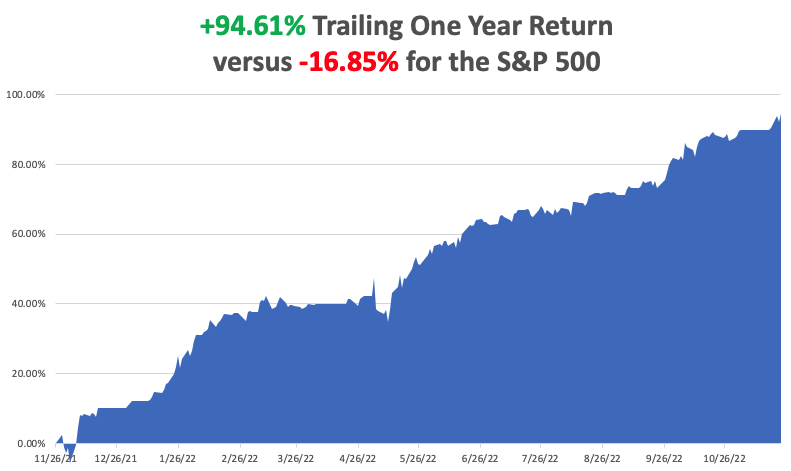 +94.61% Trailing One Year Return
versus -16.85% for the S&P 500
100.00%
80.00%
60.00%
40.00%
20.00%
0.00%
11/26/21 12/26/21 1/26/22 2/26/22 3/26/22 4/26/22 5/26/22 6/26/22 7/26/22 8/26/22 9/26/22 10/26/22